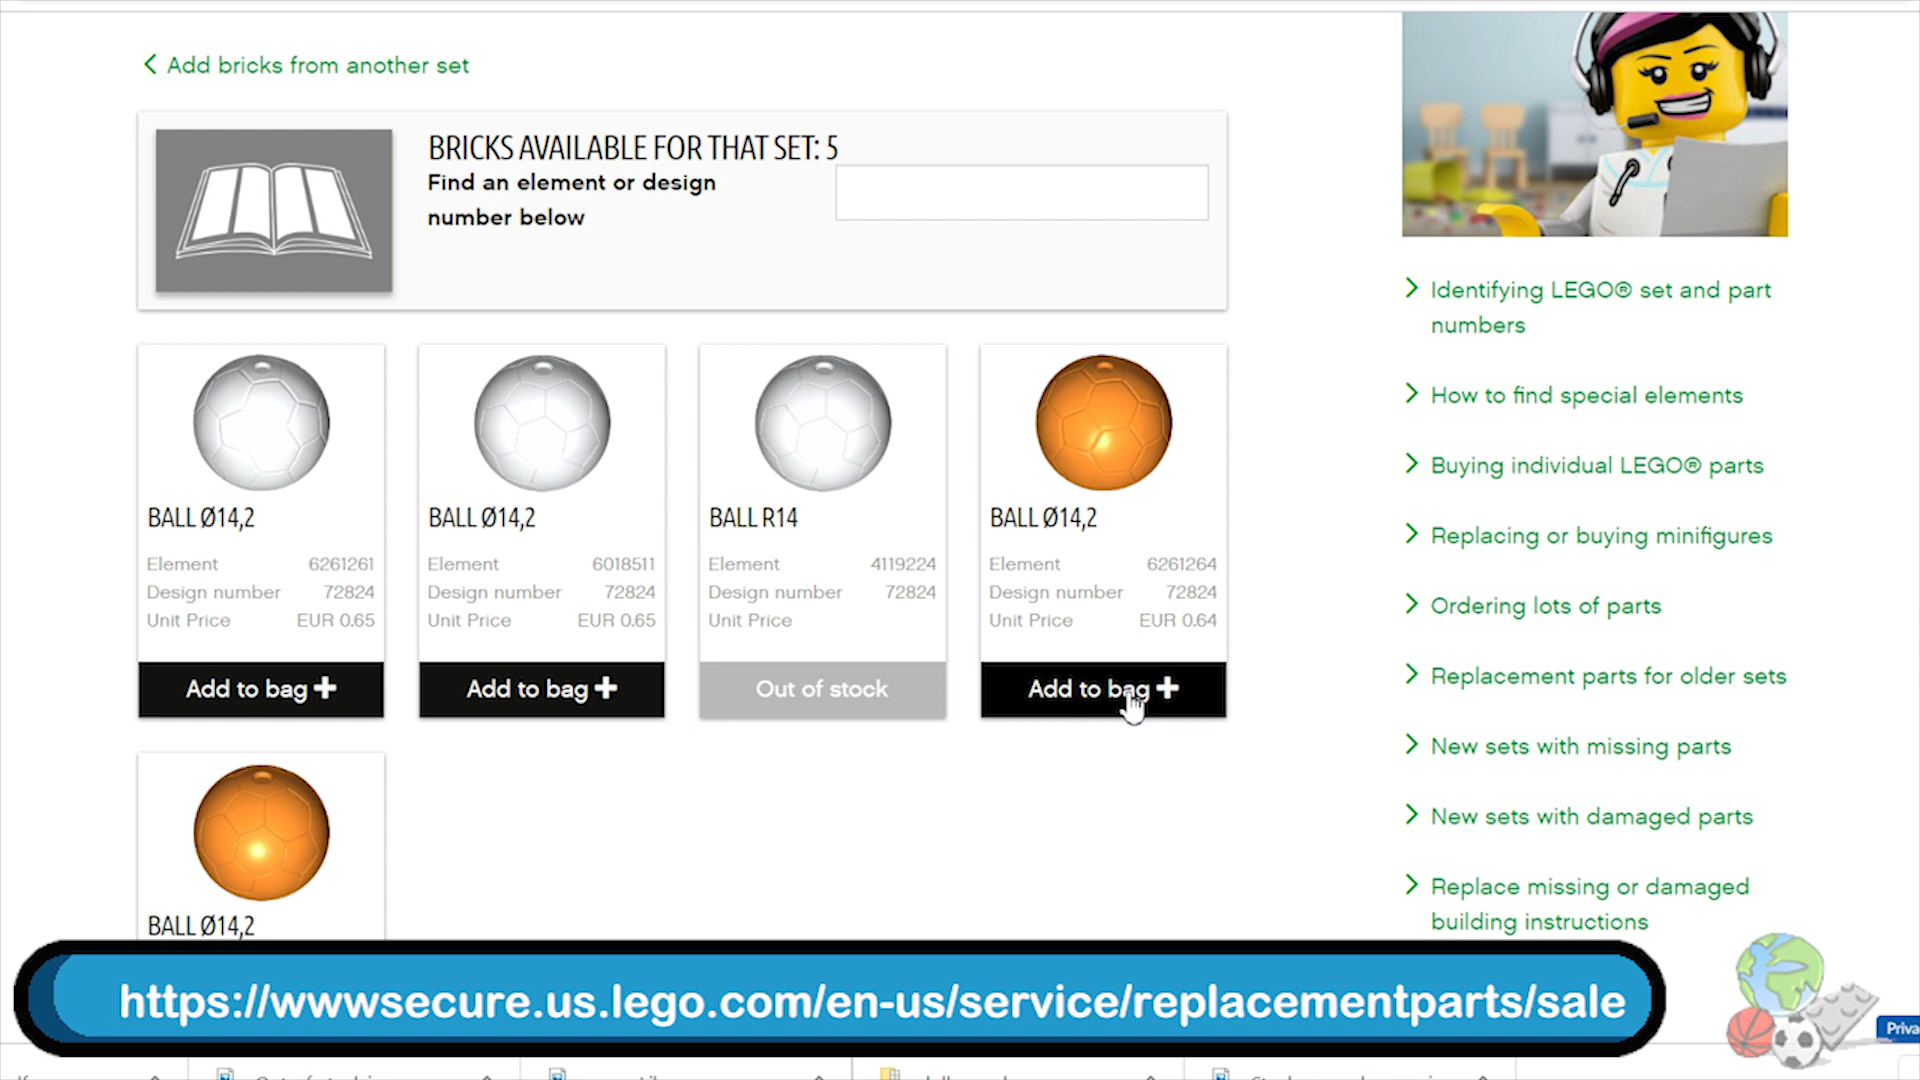 Add bricks from another set
BRICKS AVAILABLE FOR THAT SET: 5
Find an element or design
number below
BALL Ø14,2
Element 6261261
Design number 72824
Unit Price EUR 0.65
Add to bag
BALL Ø14,2
Element 6018511
Design number 72824
Unit Price EUR 0.65
Add to bag
BALL R14
Element 4119224
Design number 72824
Unit Price
Out of stock
BALL Ø14,2
Element 6261264
Design number 72824
Unit Price EUR 0.64
Add to bag
BALL Ø14,2
Identifying LEGO® set and part
numbers
How to find special elements
Buying individual LEGO® parts
Replacing or buying minifigures
Ordering lots of parts
Replacement parts for older sets
New sets with missing parts
New sets with damaged parts
Replace missing or damaged
building instructions
https://wwwsecure.us.lego.com/en-us/service/replacementparts/sale
Priva